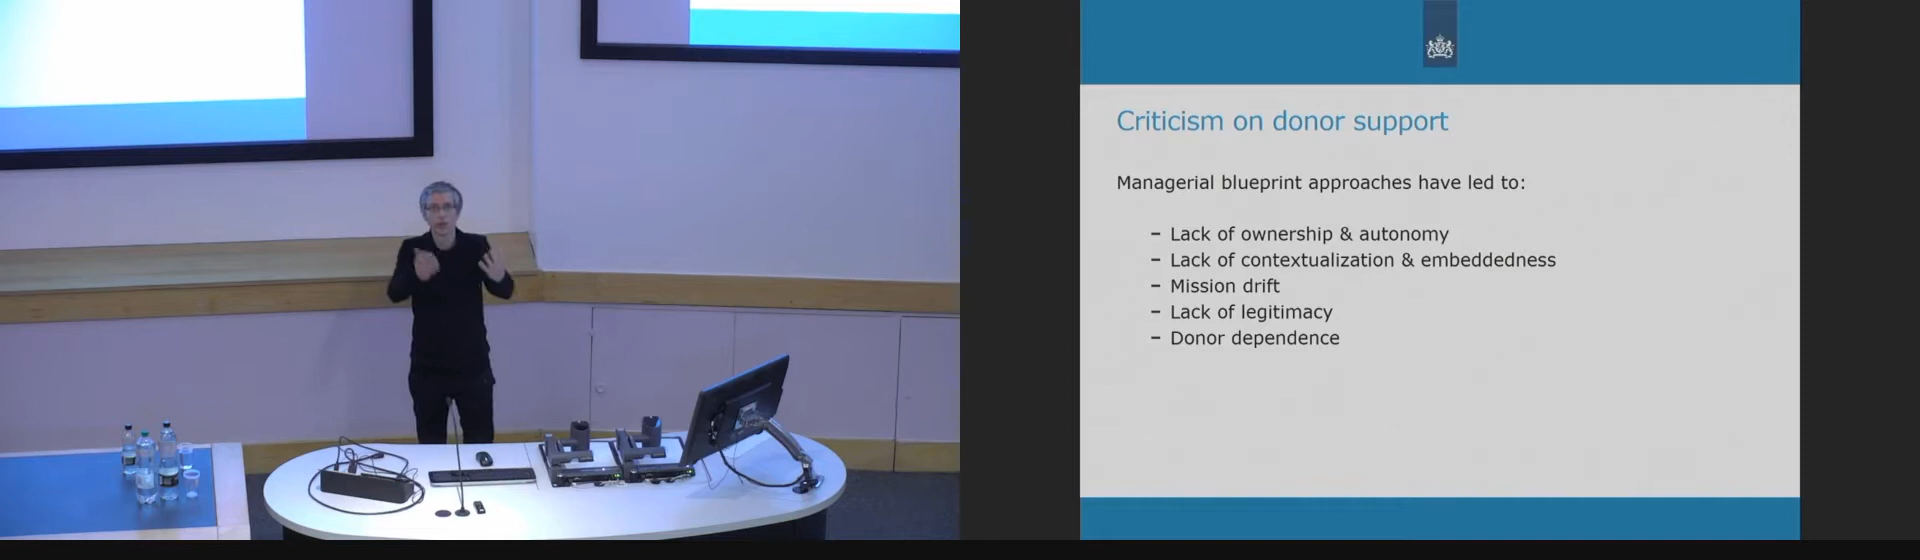 Criticism on donor support
Managerial blueprint approaches have led to:
– Lack of ownership & autonomy
– Lack of contextualization & embeddedness
– Mission drift
– Lack of legitimacy
– Donor dependence